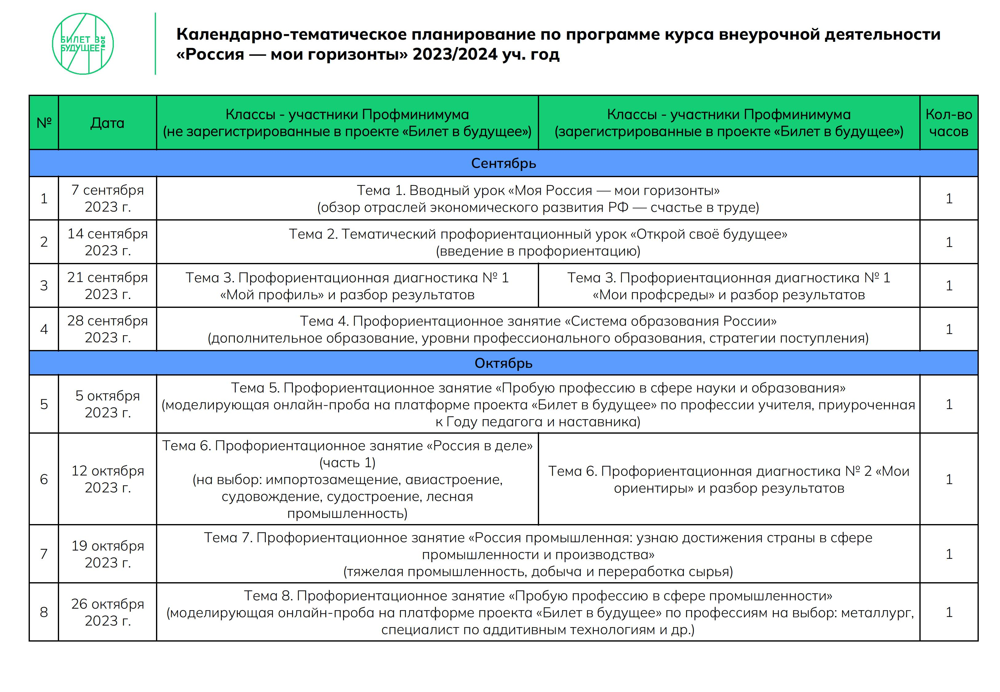 БИЛЕТ В
БУДУЩЕЕ
ТВОЕ
Календарно-тематическое планирование по программе курса внеурочной деятельности
«Россия — мои горизонты» 2023/2024 уч. год
№
Дата
Классы - участники Профминимума
(не зарегистрированные в проекте «Билет в будущее»)
Классы - участники Профминимума
(зарегистрированные в проекте «Билет в будущее»)
Кол-во
часов
Сентябрь
1
7 сентября
2023 г.
Тема 1. Вводный урок «Моя Россия — мои горизонты»
(обзор отраслей экономического развития РФ — счастье в труде)
1
2
14 сентября
2023 г.
Тема 2. Тематический профориентационный урок «Открой своё будущее»
(введение в профориентацию)
1
3
21 сентября
2023 г.
Тема 3. Профориентационная диагностика № 1
«Мой профиль» и разбор результатов
Тема 3. Профориентационная диагностика № 1
«Мои профсреды» и разбор результатов
1
4
28 сентября
2023 г.
Тема 4. Профориентационное занятие «Система образования России»
(дополнительное образование, уровни профессионального образования, стратегии поступления)
1
Октябрь
5
5 октября
2023 г.
Тема 5. Профориентационное занятие «Пробую профессию в сфере науки и образования»
(моделирующая онлайн-проба на платформе проекта «Билет в будущее» по профессии учителя, приуроченная
к Году педагога и наставника)
1
6
12 октября
2023 г.
Тема 6. Профориентационное занятие «Россия в деле»
(часть 1)
(на выбор: импортозамещение, авиастроение,
судовождение, судостроение, лесная
промышленность)
Тема 6. Профориентационная диагностика № 2 «Мои
ориентиры» и разбор результатов
1
7
19 октября
2023 г.
Тема 7. Профориентационное занятие «Россия промышленная: узнаю достижения страны в сфере
промышленности и производства»
(тяжелая промышленность, добыча и переработка сырья)
1
8
26 октября
2023 г.
Тема 8. Профориентационное занятие «Пробую профессию в сфере промышленности»
(моделирующая онлайн-проба на платформе проекта «Билет в будущее» по профессиям на выбор: металлург,
специалист по аддитивным технологиям и др.)
1